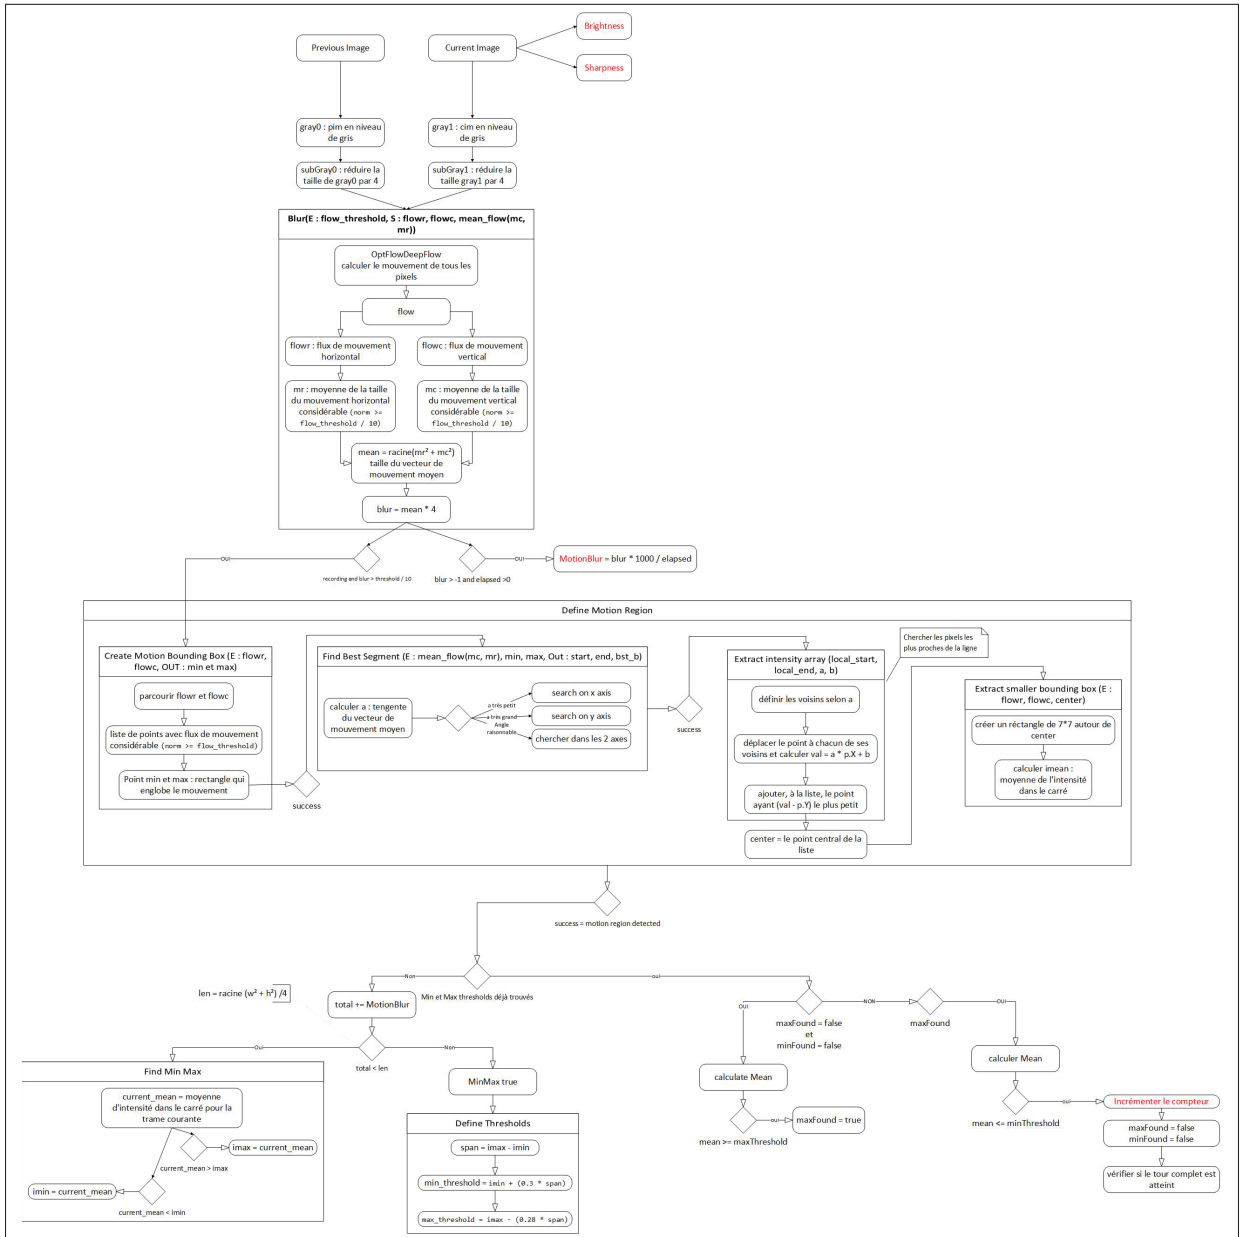 Brightness
Previous Image
Current Image
Sharpness
gray0 : pim en niveau
de gris
gray1 : cim en niveau
de gris
subGray0 : réduire la
taille de gray0 par 4
subGray1 : réduire la
taille gray1 par 4
Blur(E : flow_threshold, S : flowr, flowc, mean_flow(mc,
mr))
OptFlowDeepFlow
calculer le mouvement de tous les
pixels
flow
flowr : flux de mouvement
horizontal
flowc : flux de mouvement
vertical
mr : moyenne de la taille
du mouvement horizontal
considérable (norm >=
flow_threshold / 10)
mc : moyenne de la taille
du mouvement vertical
considérable (norm >=
flow_threshold / 10)
mean = racine(mr² + mc²)
taille du vecteur de
mouvement moyen
blur = mean * 4
OUI
recording and blur > threshold / 10
blur > -1 and elapsed >0
OUI
MotionBlur = blur * 1000 / elapsed
Define Motion Region
Create Motion Bounding Box (E : flowr,
flowc, OUT : min et max)
parcourir flowr et flowc
liste de points avec flux de mouvement
considérable (norm >= flow_threshold)
Point min et max : rectangle qui
englobe le mouvement
success
Find Best Segment (E : mean_flow(mc, mr), min, max, Out : start, end, bst_b)
calculer a : tengente
du vecteur de
mouvement moyen
a très petit
a très grand
Angle
raisonnable
search on x axis
search on y axis
chercher dans les 2 axes
success
Extract intensity array (local_start,
local_end, a, b)
définir les voisins selon a
déplacer le point à chacun de ses
voisins et calculer val = a * p.X + b
ajouter, à la liste, le point
ayant (val - p.Y) le plus petit
center = le point central de la
liste
Chercher les pixels les
plus proches de la ligne
Extract smaller bounding box (E :
flowr, flowc, center)
créer un réctangle de 7*7 autour de
center
calculer imean :
moyenne de l'intensité
dans le carré
success = motion region detected
Non
oui
Min et Max thresholds déjà trouvés
len = racine (w² + h²) /4
total += MotionBlur
Oui
Non
total < len
Find Min Max
current_mean = moyenne
d'intensité dans le carré pour la
trame courante
imax = current_mean
current_mean > imax
imin = current_mean
current_mean < imin
MinMax true
Define Thresholds
span = imax - imin
min_threshold = imin + (0.3 * span)
max_threshold = imax - (0.28 * span)
OUI
maxFound = false
et
minFound = false
NON
maxFound
OUI
calculate Mean
mean >= maxThreshold
oui
maxFound = true
calculer Mean
mean <= minThreshold
oui
Incrémenter le compteur
maxFound = false
minFound = false
vérifier si le tour complet est
atteint